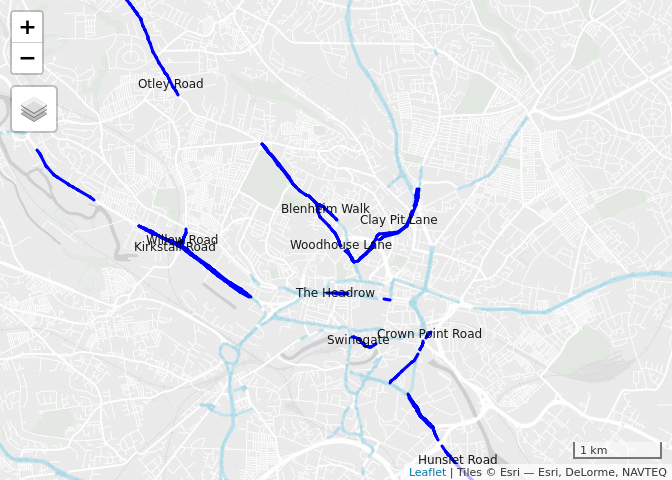 +
−
Otley Road
Blenheim Walk
Clay Pit Lane
Willow Road
Kirkstall Road
Woodhouse Lane
The Headrow
Swinegate
Crown Point Road
1 km
Hunslet Road
Leaflet | Tiles © Esri — Esri, DeLorme, NAVTEQ